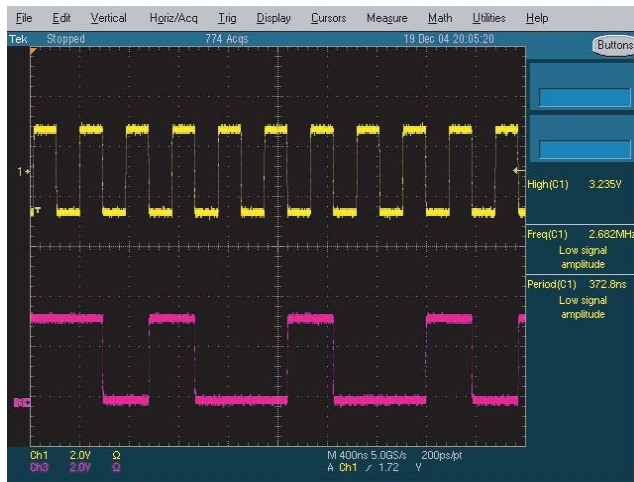 File Edit Vertical Horiz/Acq Trig Display Cursors Measure Math Utilities Help
Tek Stopped 774 Acqs 19 Dec 04 20:05:20
Buttons
1
High(C1) 3.235V
T
Freq(C1) 2.682MHz
Low signal
amplitude
Period(C1) 372.8ns
Low signal
amplitude
Ch1 2.0V Ω M 400ns 5.0GS/s 200ps/pt
Ch3 2.0V Ω A Ch1 1.72 V